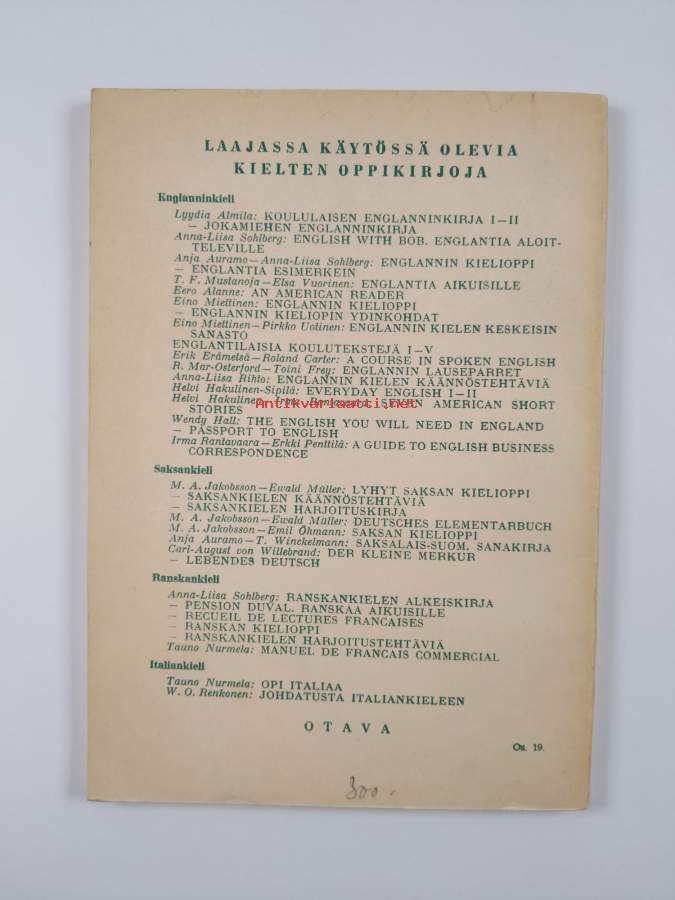 LAAJASSA KÄYTÖSSÄ OLEVIA
KIELTEN OPPIKIRJOJA
Englanninkieli
Lyydia Almila: KOULULAISEN ENGLANNINKIRJA I—II
— JOKAMIEHEN ENGLANNINKIRJA
Anna-Liisa Sohlberg: ENGLISH WITH BOB. ENGLANTIA ALOIT-
TELEVILLE
Anja Auramo—Anna-Liisa Sohlberg: ENGLANNIN KIELIOPPI
— ENGLANTIA ESIMERKEIN
T. F. Mustanoja—Elsa Vuorinen: ENGLANTIA AIKUISILLE
Eero Alanne: AN AMERICAN READER
Eino Miettinen: ENGLANNIN KIELIOPPI
— ENGLANNIN KIELIOPIN YDINKOHDAT
Eino Miettinen—Pirkko Uotinen: ENGLANNIN KIELEN KESKEISIN
SANASTO
ENGLANTILAISIA KOULUTEKSTEJÄ I—V
Erik Erämetsä—Roland Carter: A COURSE IN SPOKEN ENGLISH
R. Mar-Osterford—Toini Frey: ENGLANNIN LAUSEPARRET
Anna-Liisa Rihto: ENGLANNIN KIELEN KÄÄNNÖSTEHTÄVIÄ
Helvi Hakulinen-Sipilä: EVERYDAY ENGLISH I—II
Helvi Hakulinen—Irma Rantavaara: SEVEN AMERICAN SHORT
STORIES
Antikvariaatti.net
Wendy Hall: THE ENGLISH YOU WILL NEED IN ENGLAND
— PASSPORT TO ENGLISH
Irma Rantavaara—Erkki Penttilä: A GUIDE TO ENGLISH BUSINESS
CORRESPONDENCE
Saksankieli
M. A. Jakobsson—Ewald Müller: LYHYT SAKSAN KIELIOPPI
— SAKSANKIELEN KÄÄNNÖSTEHTÄVIÄ
— SAKSANKIELEN HARJOITUSKIRJA
M. A. Jakobsson—Ewald Müller: DEUTSCHES ELEMENTARBUCH
M. A. Jakobsson—Emil Öhmann: SAKSAN KIELIOPPI
Anja Auramo—T. Winckelmann: SAKSALAIS-SUOM. SANAKIRJA
Carl-August von Willebrand: DER KLEINE MERKUR
— LEBENDES DEUTSCH
Ranskankieli
Anna-Liisa Sohlberg: RANSKANKIELEN ALKEISKIRJA
— PENSION DUVAL. RANSKAA AIKUISILLE
— RECUEIL DE LECTURES FRANCAISES
— RANSKAN KIELIOPPI
— RANSKANKIELEN HARJOITUSTEHTÄVIÄ
Tauno Nurmela: MANUEL DE FRANCAIS COMMERCIAL
Italiankieli
Tauno Nurmela: OPI ITALIAA
W. O. Renkonen: JOHDATUSTA ITALIANKIELEEN
OTAVA
Os. 19.
300.